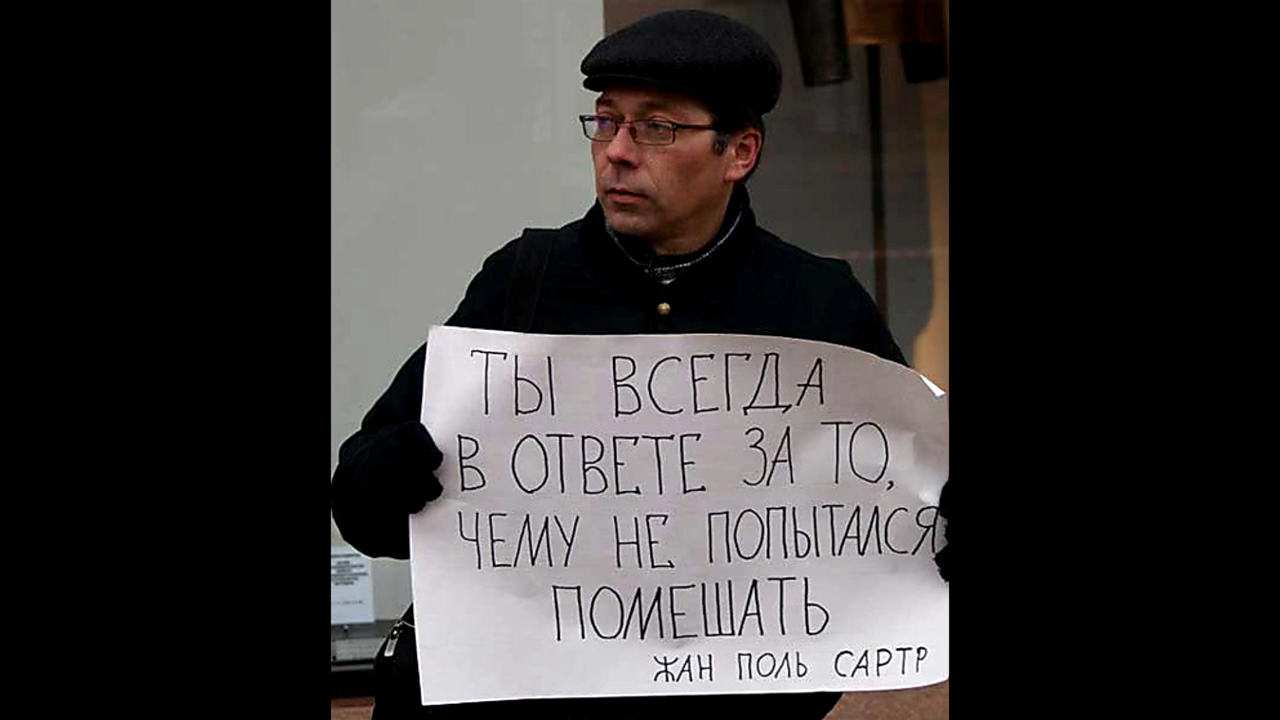 ТЫ ВСЕГДА
В ОТВЕТЕ ЗА ТО,
ЧЕМУ НЕ ПОПЫТАЛСЯ
ПОМЕШАТЬ
ЖАН ПОЛЬ САРТР